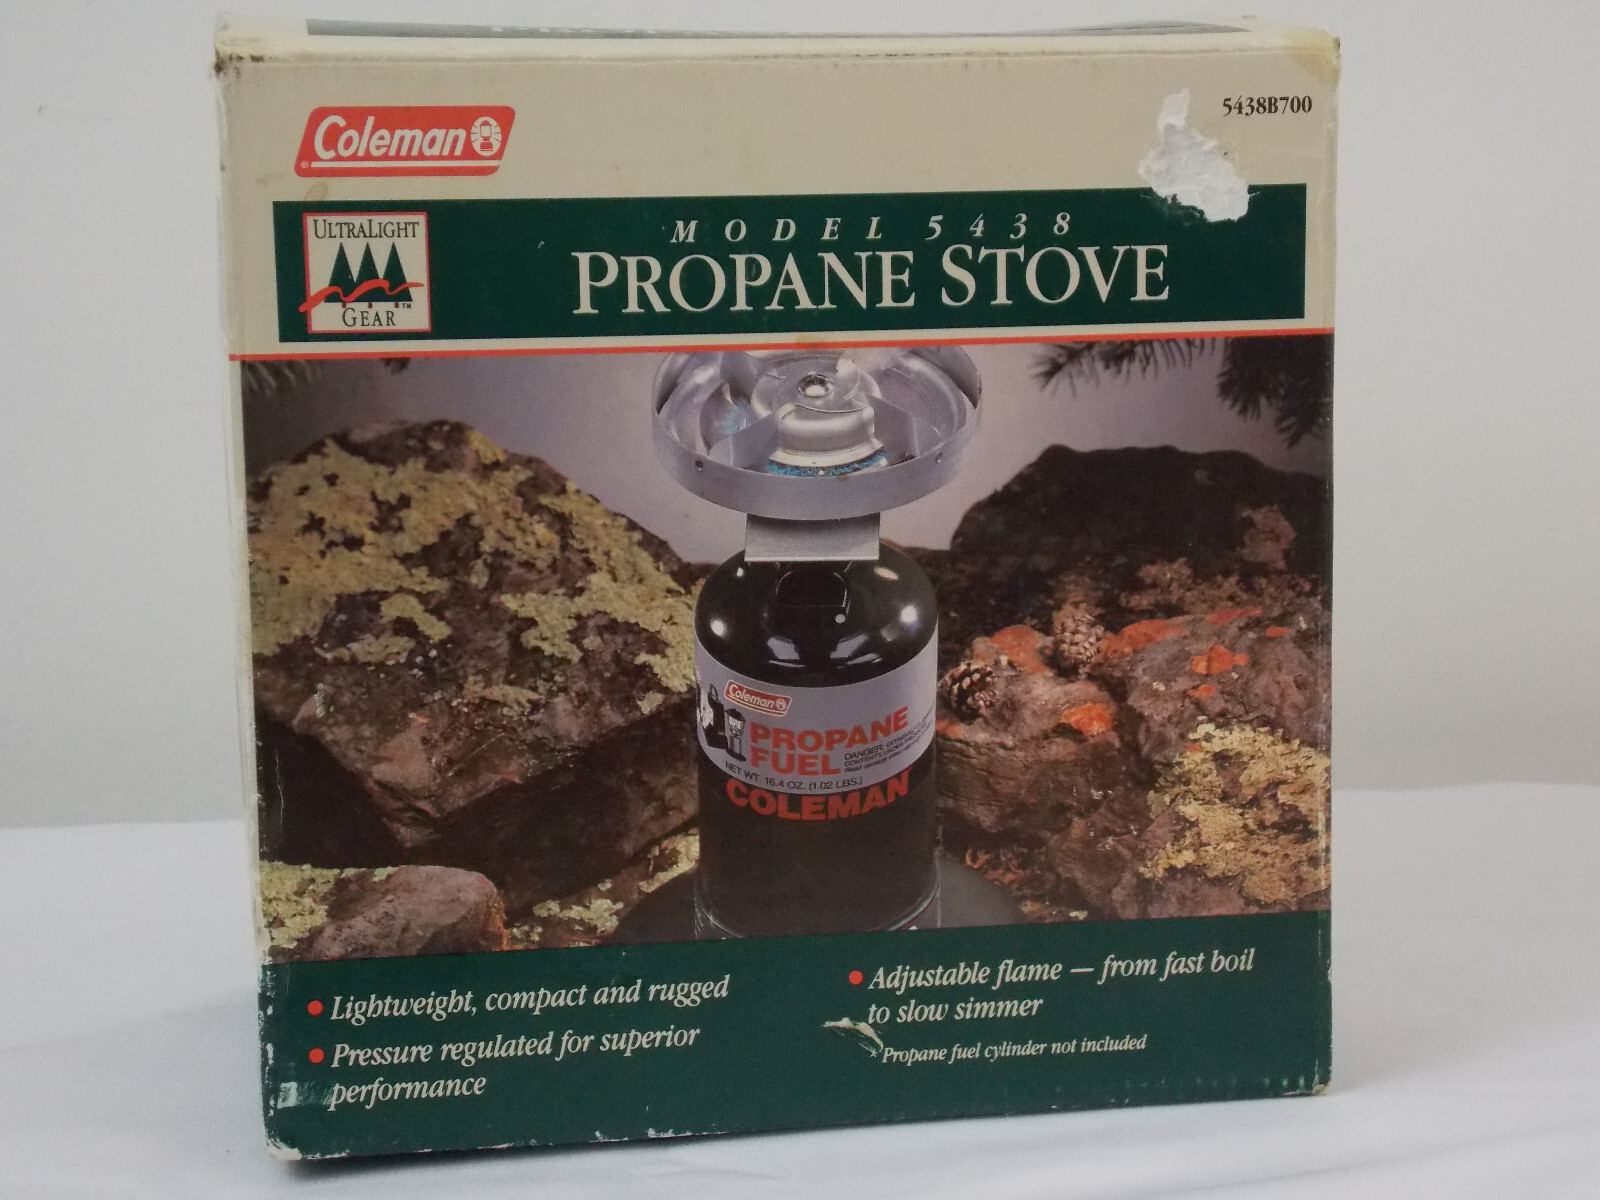 5438B700
Coleman
ULTRALIGHT
GEAR
MODEL 5438
PROPANE STOVE
Coleman
PROPANE
FUEL
NET WT. 16.4 OZ. (1.02 LBS.)
COLEMAN
• Lightweight, compact and rugged
• Pressure regulated for superior
performance
• Adjustable flame — from fast boil
to slow simmer
*Propane fuel cylinder not included